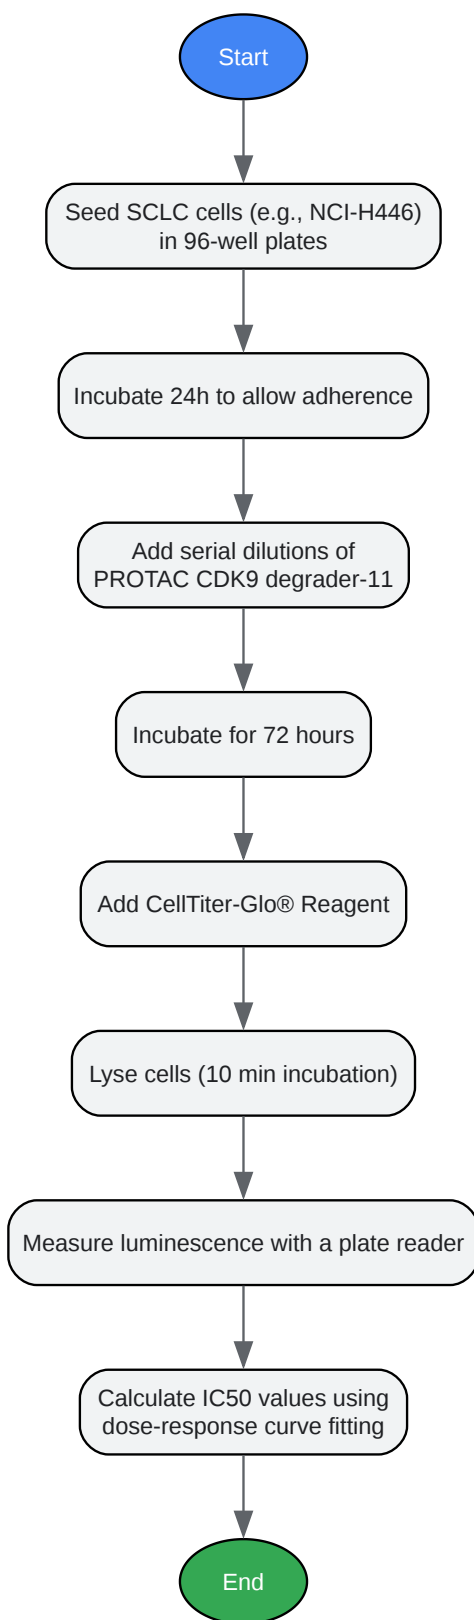 Start
Seed SCLC cells (e.g., NCI-H446)
in 96-well plates
Incubate 24h to allow adherence
Add serial dilutions of
PROTAC CDK9 degrader-11
Incubate for 72 hours
Add CellTiter-Glo® Reagent
Lyse cells (10 min incubation)
Measure luminescence with a plate reader
Calculate IC50 values using
dose-response curve fitting
End